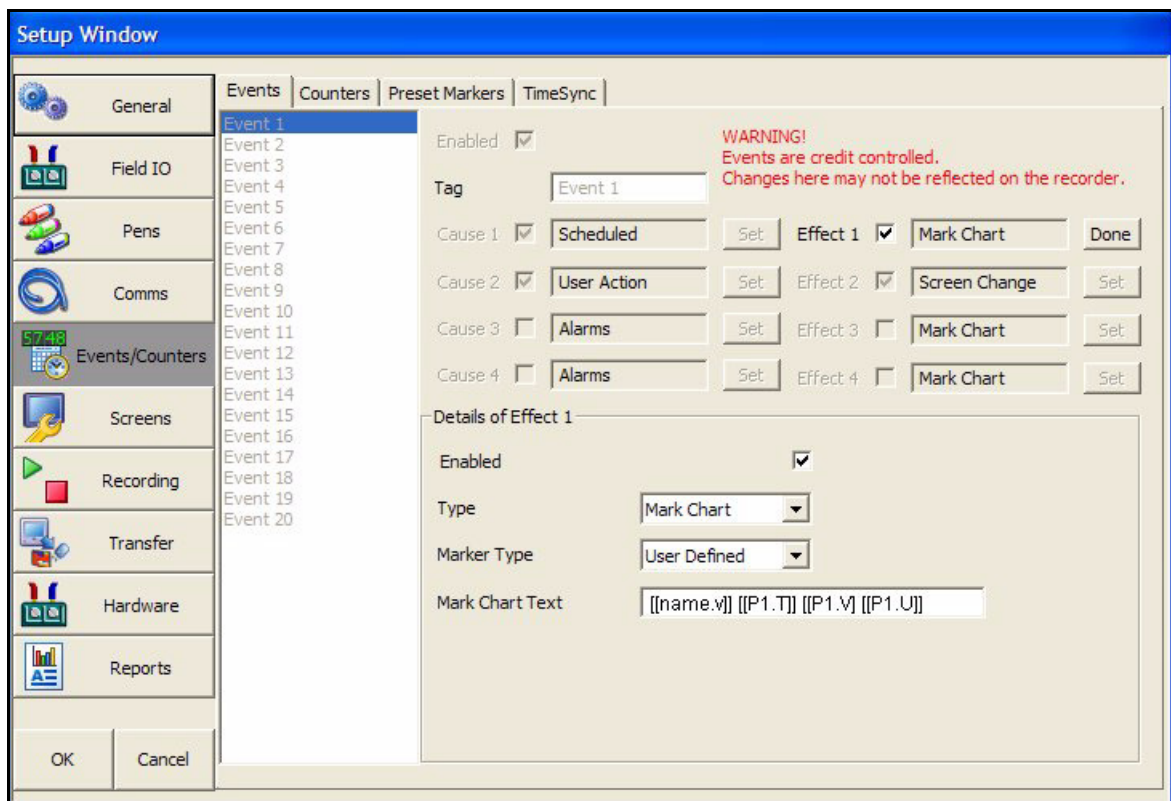 Setup Window
General
Field IO
Pens
Comms
57:48
Events/Counters
Screens
Recording
Transfer
Hardware
Reports
OK
Cancel
Events
Counters
Preset Markers
TimeSync
Event 1
Event 2
Event 3
Event 4
Event 5
Event 6
Event 7
Event 8
Event 9
Event 10
Event 11
Event 12
Event 13
Event 14
Event 15
Event 16
Event 17
Event 18
Event 19
Event 20
Enabled
WARNING!
Events are credit controlled.
Changes here may not be reflected on the recorder.
Tag Event 1
Cause 1 Scheduled Set Effect 1 Mark Chart Done
Cause 2 User Action Set Effect 2 Screen Change Set
Cause 3 Alarms Set Effect 3 Mark Chart Set
Cause 4 Alarms Set Effect 4 Mark Chart Set
Details of Effect 1
Enabled
Type Mark Chart
Marker Type User Defined
Mark Chart Text [[name.v]] [[P1.T]] [[P1.V] [[P1.U]]